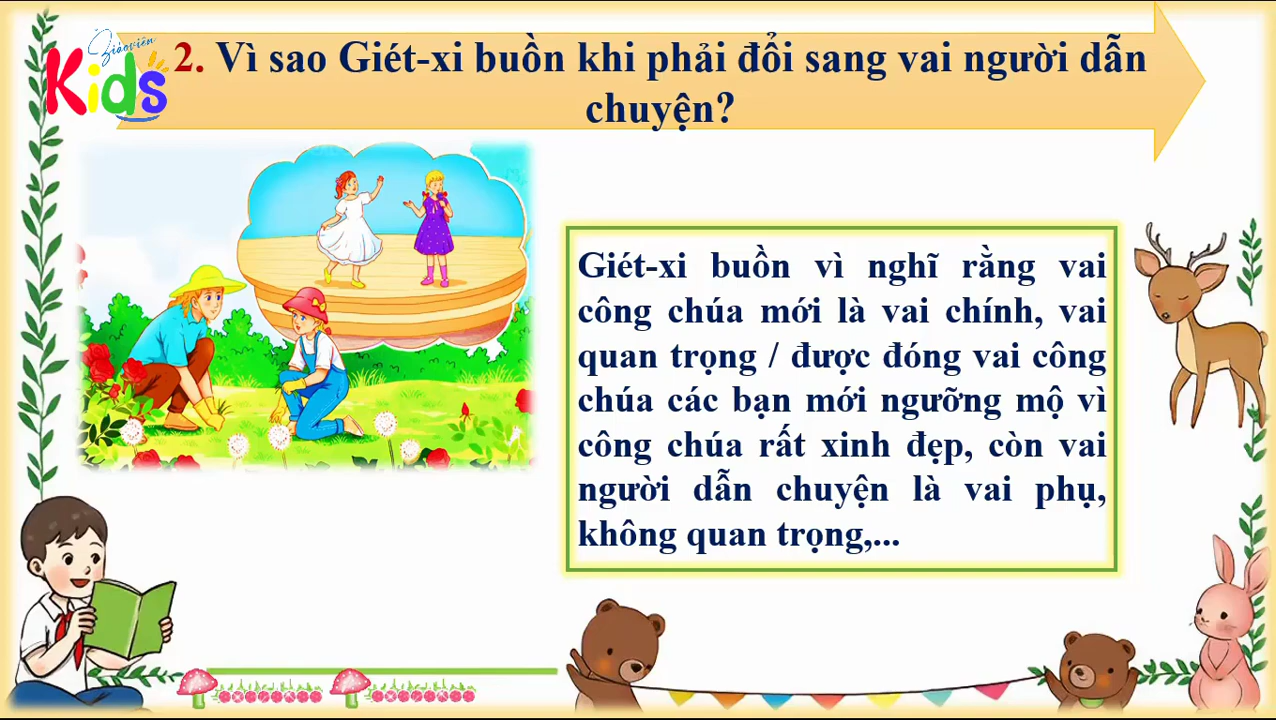 Giáo viên
Kids
2. Vì sao Giét-xi buồn khi phải đổi sang vai người dẫn
chuyện?
Giét-xi buồn vì nghĩ rằng vai
công chúa mới là vai chính, vai
quan trọng / được đóng vai công
chúa các bạn mới ngưỡng mộ vì
công chúa rất xinh đẹp, còn vai
người dẫn chuyện là vai phụ,
không quan trọng,...